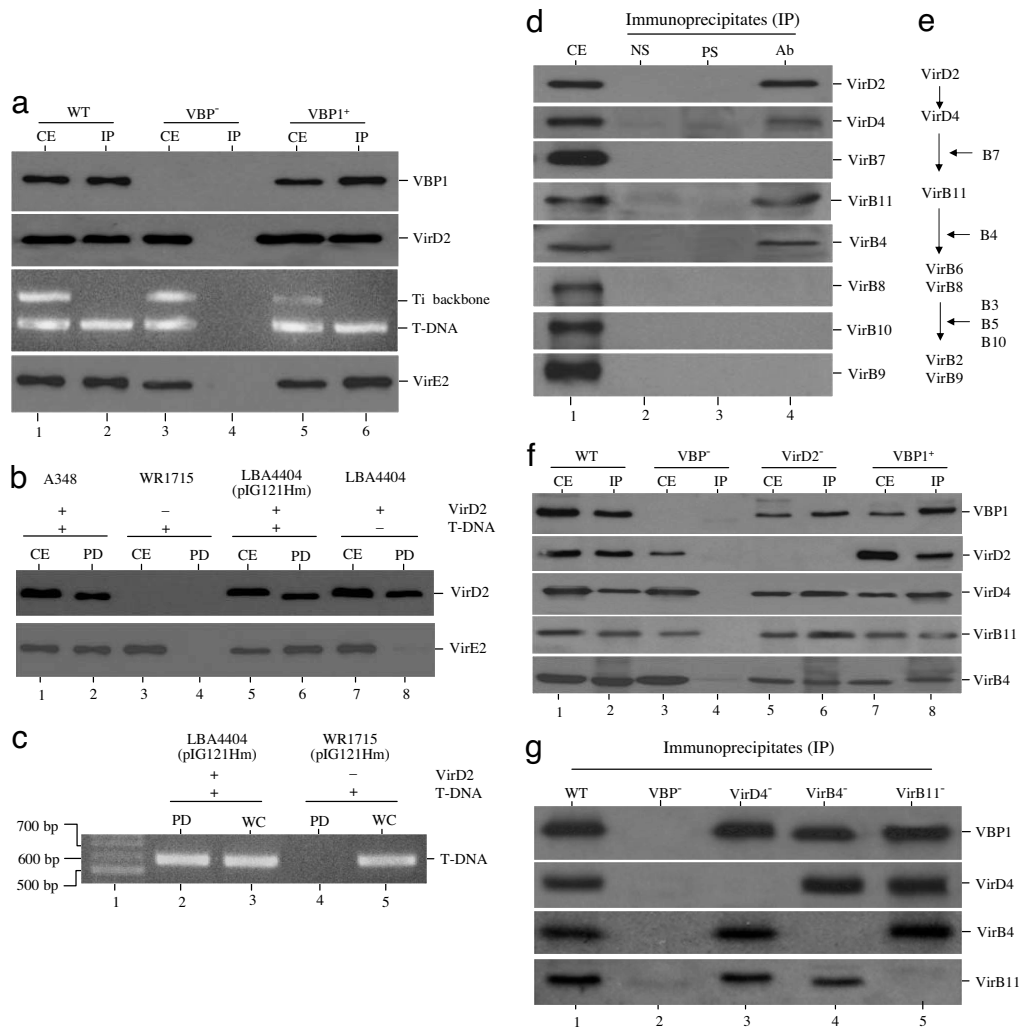 a
WT VBP- VBP1+
CE IP CE IP CE IP
VBP1
VirD2
Ti backbone
T-DNA
VirE2
1 2 3 4 5 6
b
A348 WR1715 LBA4404 (pIG121Hm) LBA4404
+ − + + VirD2
+ + + − T-DNA
CE PD CE PD CE PD CE PD
VirD2
VirE2
1 2 3 4 5 6 7 8
c
LBA4404 WR1715
(pIG121Hm) (pIG121Hm)
+ − VirD2
+ + T-DNA
PD WC PD WC
700 bp
600 bp
500 bp
T-DNA
1 2 3 4 5
d
Immunoprecipitates (IP)
CE NS PS Ab
VirD2
VirD4
VirB7
VirB11
VirB4
VirB8
VirB10
VirB9
1 2 3 4
e
VirD2
VirD4
B7
VirB11
B4
VirB6
VirB8
B3
B5
B10
VirB2
VirB9
f
WT VBP- VirD2- VBP1+
CE IP CE IP CE IP CE IP
VBP1
VirD2
VirD4
VirB11
VirB4
1 2 3 4 5 6 7 8
g
Immunoprecipitates (IP)
WT VBP- VirD4- VirB4- VirB11-
VBP1
VirD4
VirB4
VirB11
1 2 3 4 5